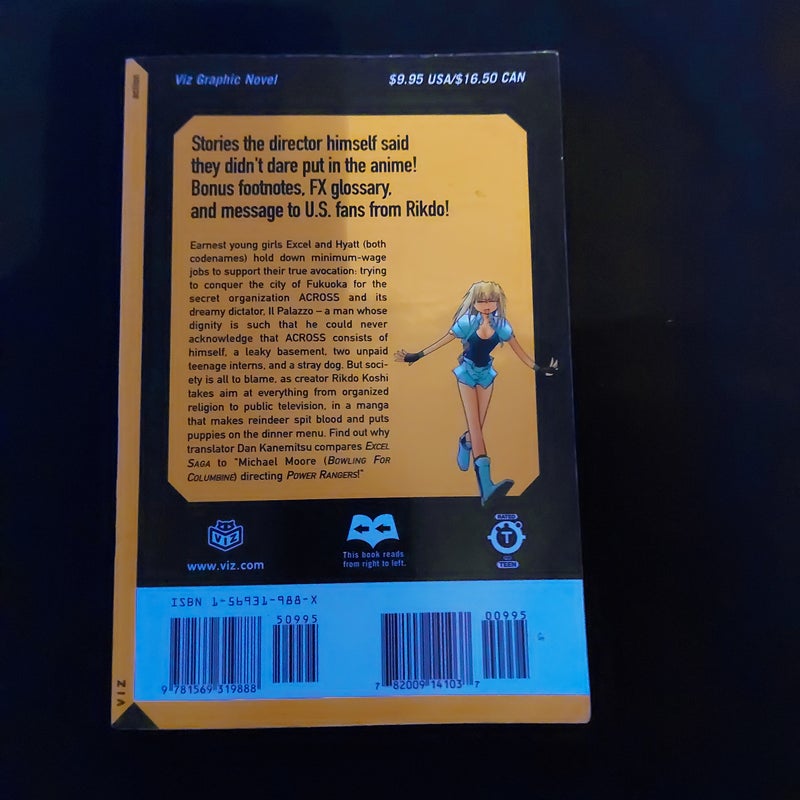 action
Viz Graphic Novel
$9.95 USA/$16.50 CAN
Stories the director himself said
they didn't dare put in the anime!
Bonus footnotes, FX glossary,
and message to U.S. fans from Rikdo!
Earnest young girls Excel and Hyatt (both
codenames) hold down minimum-wage
jobs to support their true avocation: trying
to conquer the city of Fukuoka for the
secret organization ACROSS and its
dreamy dictator, Il Palazzo – a man whose
dignity is such that he could never
acknowledge that ACROSS consists of
himself, a leaky basement, two unpaid
teenage interns, and a stray dog. But soci-
ety is all to blame, as creator Rikdo Koshi
takes aim at everything from organized
religion to public television, in a manga
that makes reindeer spit blood and puts
puppies on the dinner menu. Find out why
translator Dan Kanemitsu compares EXCEL
SAGA to "Michael Moore (BOWLING FOR
COLUMBINE) directing POWER RANGERS!"
VIZ
www.viz.com
This book reads
from right to left.
RATED
T
TEEN
ISBN 1-56931-988-X
50995
9 781569 319888
00995
7 82009 14103 7
VIZ